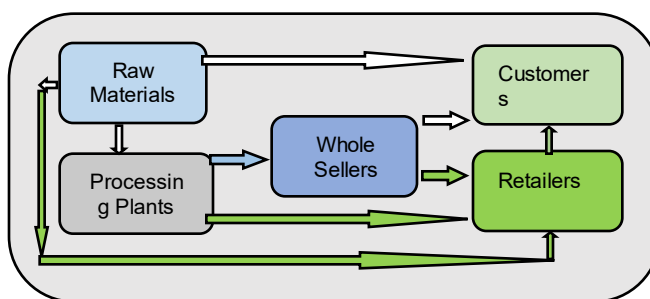 Raw
Materials
Customer
s
Whole
Sellers
Processin
g Plants
Retailers